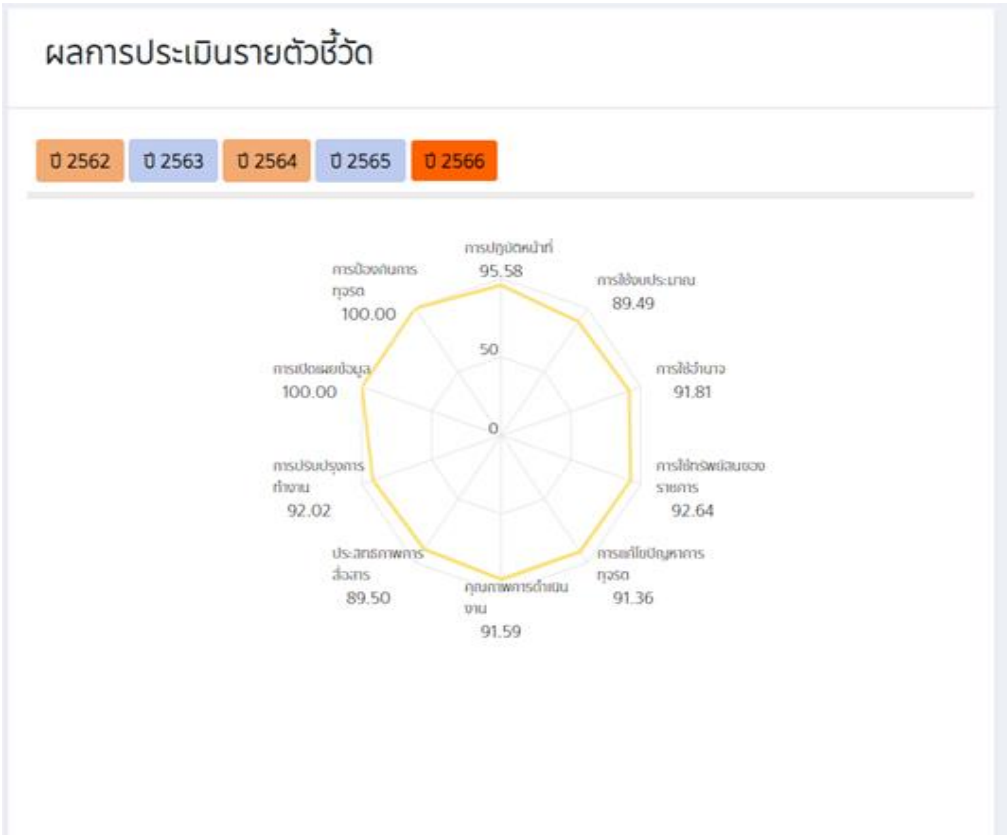 ผลการประเมินรายตัวชี้วัด
ปี 2562
ปี 2563
ปี 2564
ปี 2565
ปี 2566
การปฏิบัติหน้าที่
95.58
การใช้งบประมาณ
89.49
การใช้อำนาจ
91.81
การใช้ทรัพย์สินของ
ราชการ
92.64
การแก้ไขปัญหาการ
ทุจริต
91.36
คุณภาพการดำเนิน
งาน
91.59
ประสิทธิภาพการ
สื่อสาร
89.50
การปรับปรุงการ
ทำงาน
92.02
การเปิดเผยข้อมูล
100.00
การป้องกันการ
ทุจริต
100.00
50
0